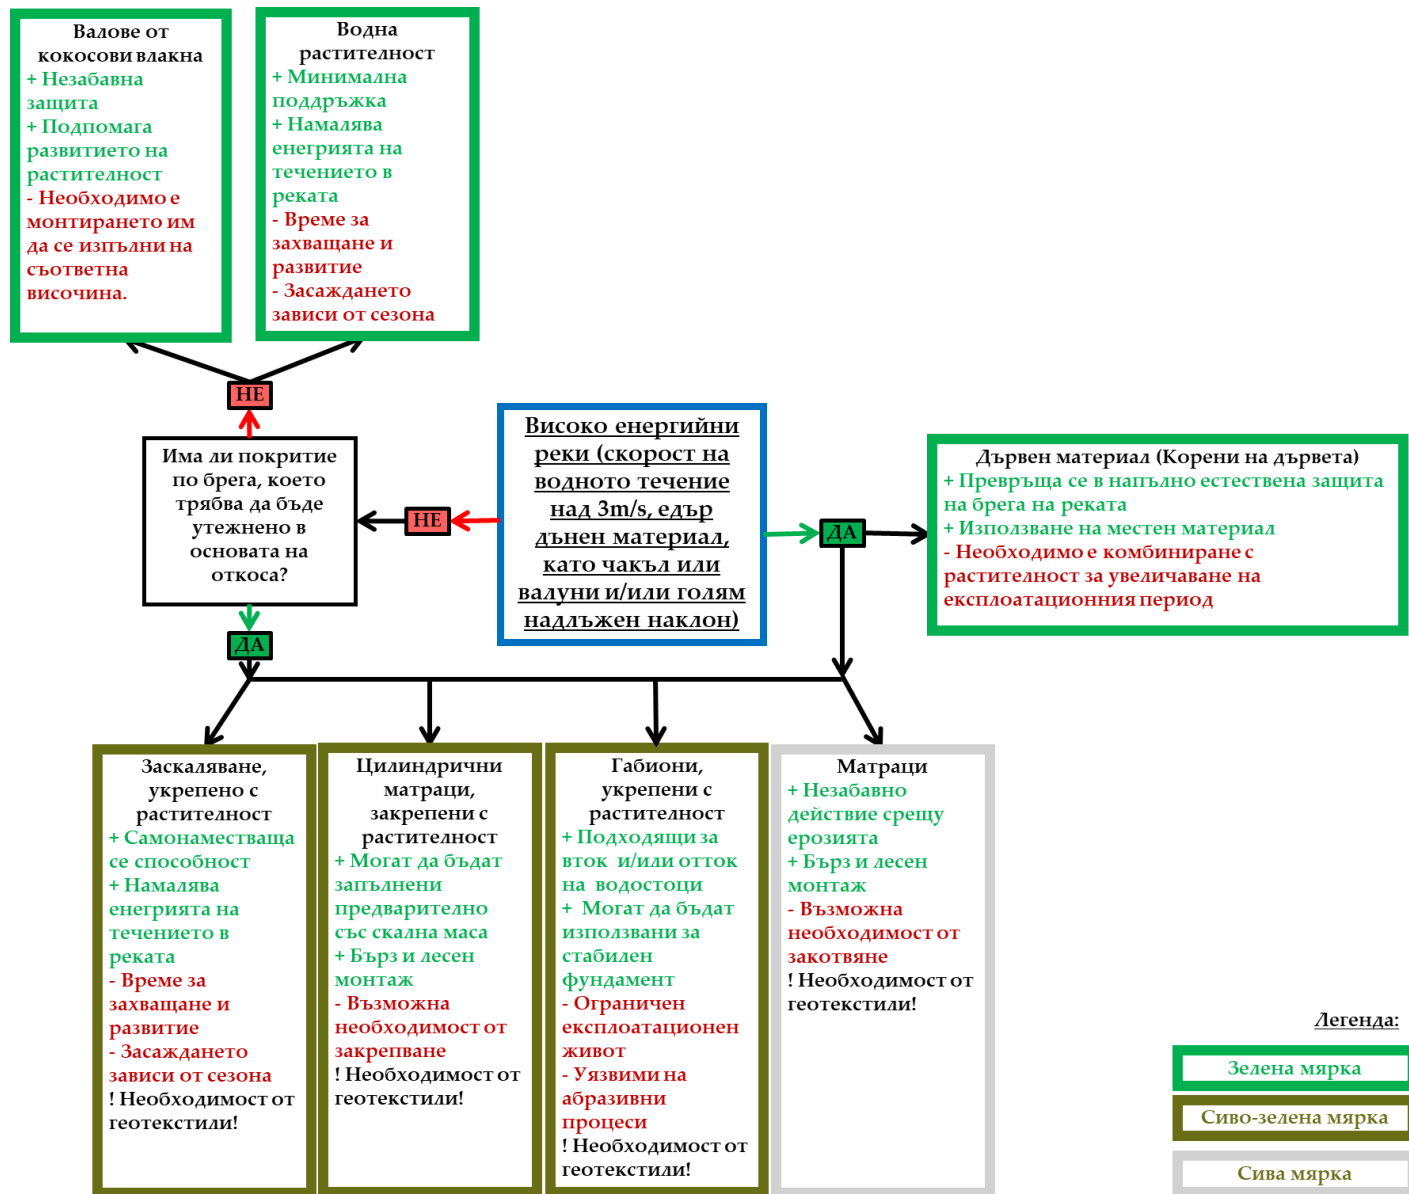 Валове от
кокосови влакна
+ Незабавна
защита
+ Подпомага
развитието на
растителност
- Необходимо е
монтирането им
да се изпълни на
съответна
височина.
Водна
растителност
+ Минимална
поддръжка
+ Намалява
енегрията на
течението в
реката
- Време за
захващане и
развитие
- Засаждането
зависи от сезона
НЕ
Има ли покритие
по брега, което
трябва да бъде
утежнено в
основата на
откоса?
НЕ
Високо енергийни
реки (скорост на
водното течение
над 3m/s, едър
дънен материал,
като чакъл или
валуни и/или голям
надлъжен наклон)
ДА
Дървен материал (Корени на дървета)
+ Превръща се в напълно естествена защита
на брега на реката
+ Използване на местен материал
- Необходимо е комбиниране с
растителност за увеличаване на
експлоатационния период
ДА
Заскаляване,
укрепено с
растителност
+ Самонаместваща
се способност
+ Намалява
енегрията на
течението в
реката
- Време за
захващане и
развитие
- Засаждането
зависи от сезона
! Необходимост от
геотекстили!
Цилиндрични
матраци,
закрепени с
растителност
+ Могат да бъдат
запълнени
предварително
със скална маса
+ Бърз и лесен
монтаж
- Възможна
необходимост от
закрепване
! Необходимост от
геотекстили!
Габиони,
укрепени с
растителност
+ Подходящи за
вток и/или отток
на водостоци
+ Могат да бъдат
използвани за
стабилен
фундамент
- Ограничен
експлоатационен
живот
- Уязвими на
абразивни
процеси
! Необходимост от
геотекстили!
Матраци
+ Незабавно
действие срещу
ерозията
+ Бърз и лесен
монтаж
- Възможна
необходимост от
закотвяне
! Необходимост от
геотекстили!
Легенда:
Зелена мярка
Сиво-зелена мярка
Сива мярка